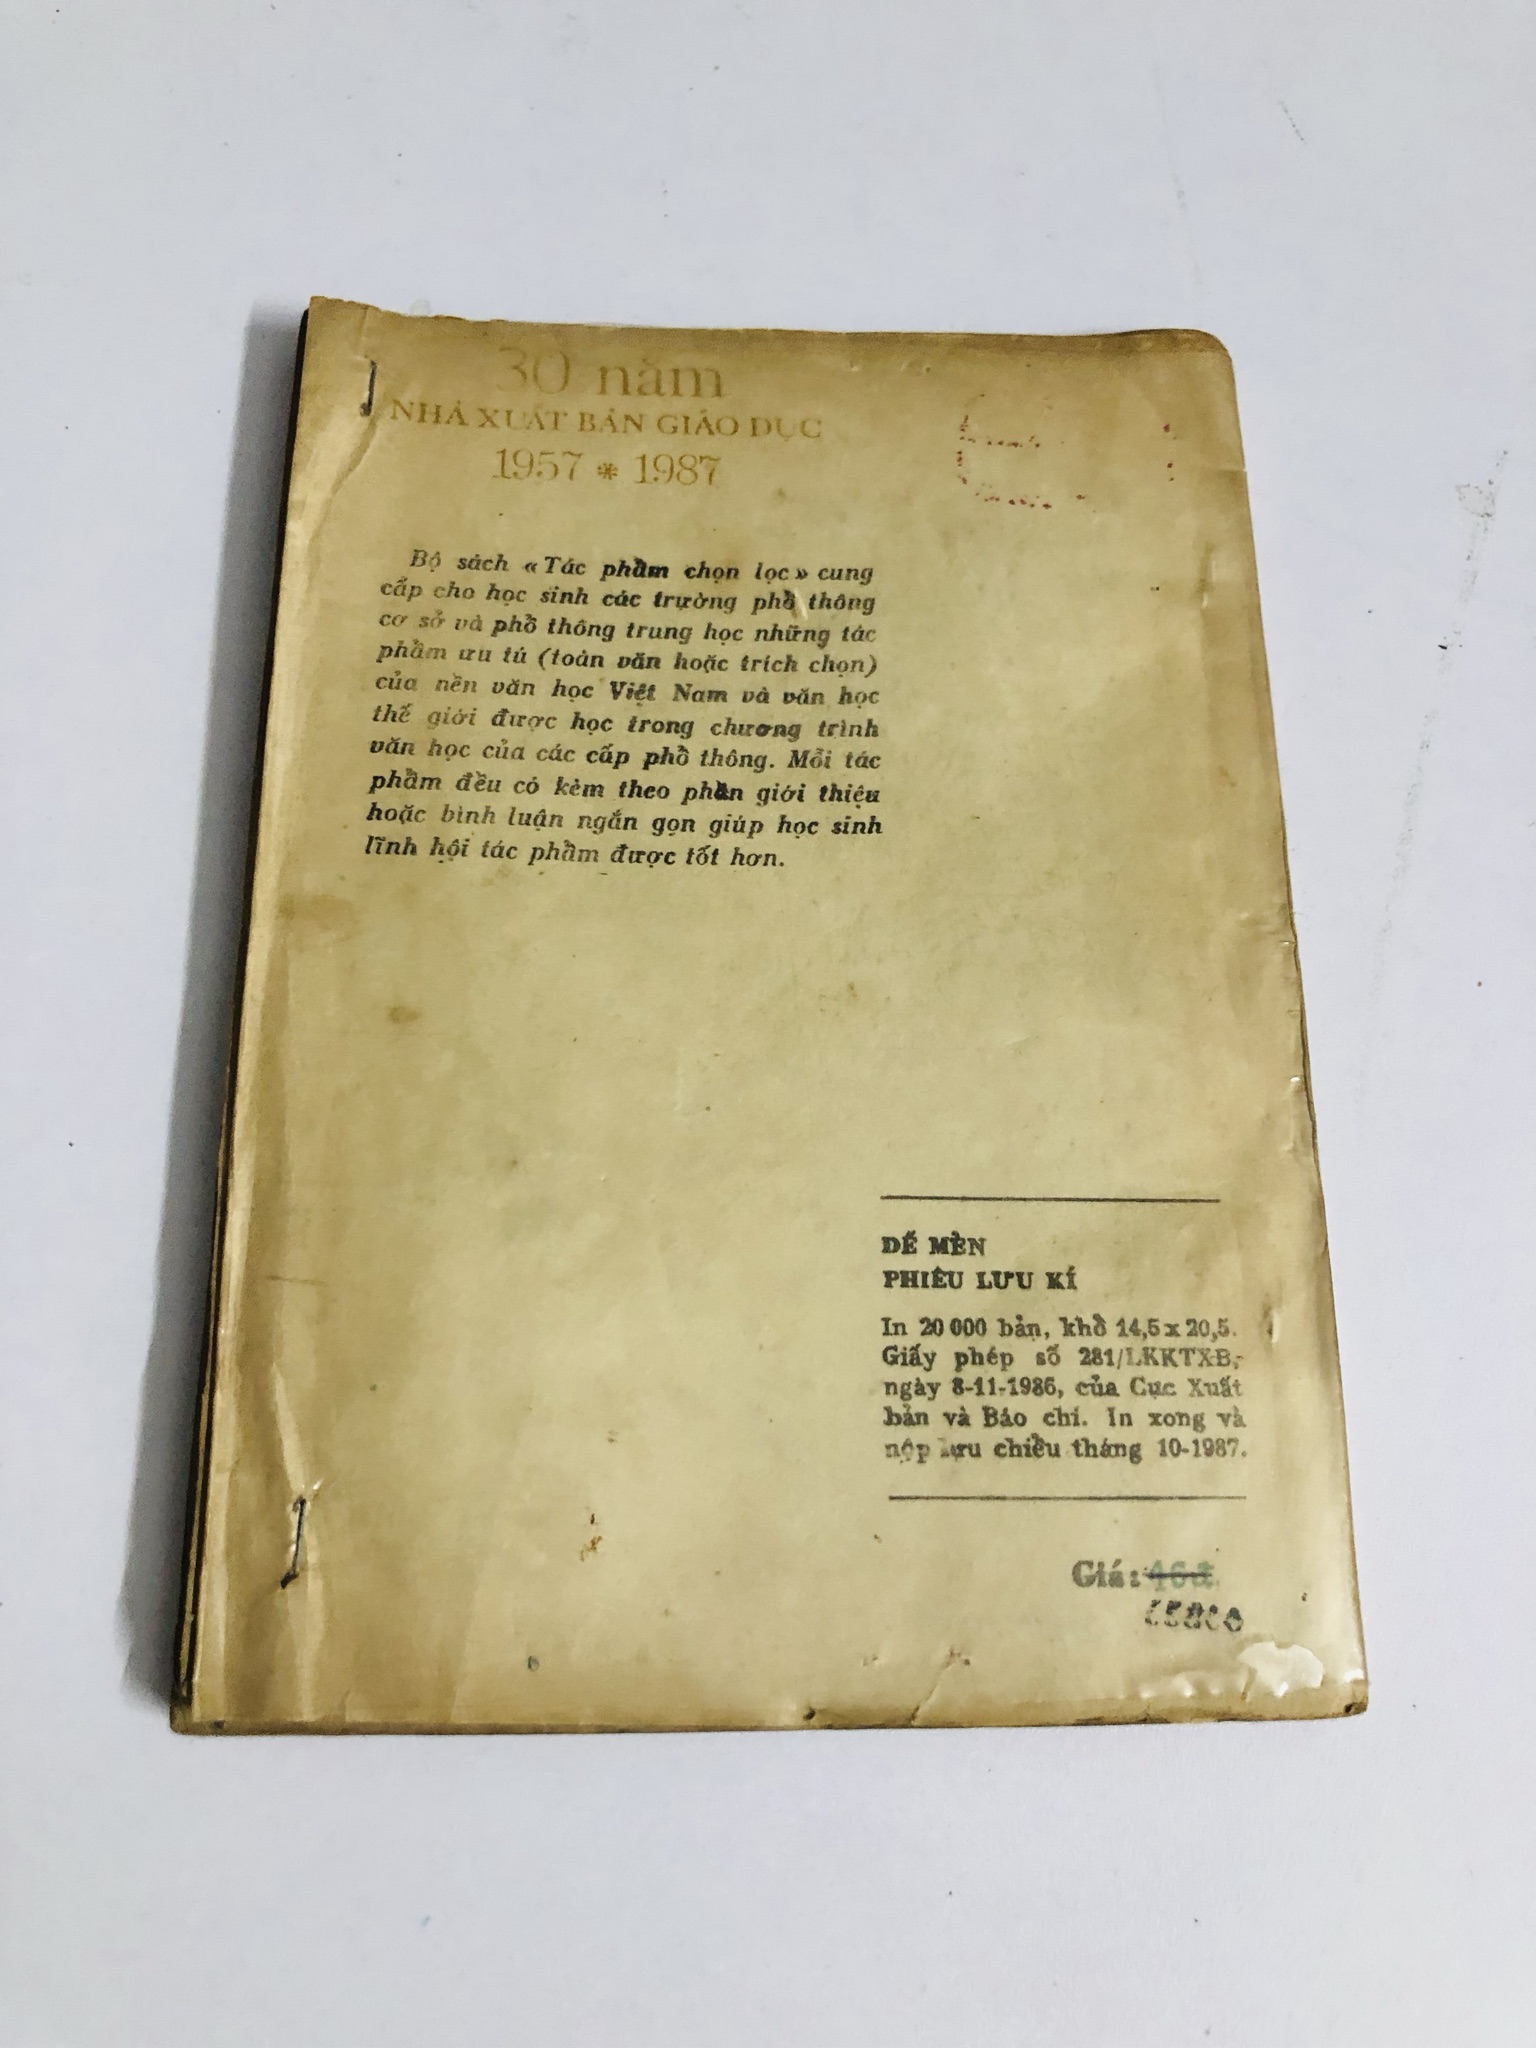 30 năm
NHÀ XUẤT BẢN GIÁO DỤC
1957 * 1987
Bộ sách «Tác phẩm chọn lọc» cung
cấp cho học sinh các trường phổ thông
cơ sở và phổ thông trung học những tác
phẩm ưu tú (toàn văn hoặc trích chọn)
của nền văn học Việt Nam và văn học
thế giới được học trong chương trình
văn học của các cấp phổ thông. Mỗi tác
phẩm đều có kèm theo phần giới thiệu
hoặc bình luận ngắn gọn giúp học sinh
lĩnh hội tác phẩm được tốt hơn.
DẾ MÈN
PHIÊU LƯU KÍ
In 20 000 bản, khổ 14,5 x 20,5.
Giấy phép số 281/LKKTXB,
ngày 8-11-1986, của Cục Xuất
bản và Báo chí. In xong và
nộp lưu chiểu tháng 10-1987.
Giá: